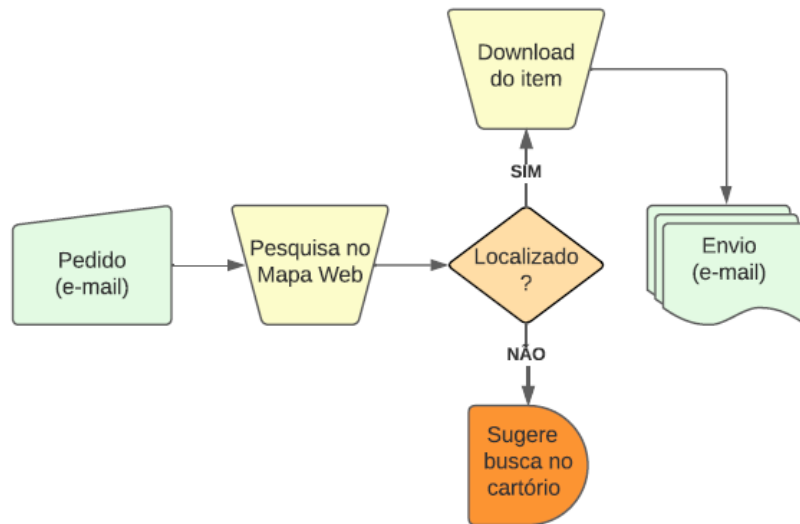 Pedido
(e-mail)
Pesquisa no
Mapa Web
Localizado
?
SIM
Download
do item
Envio
(e-mail)
NÃO
Sugere
busca no
cartório